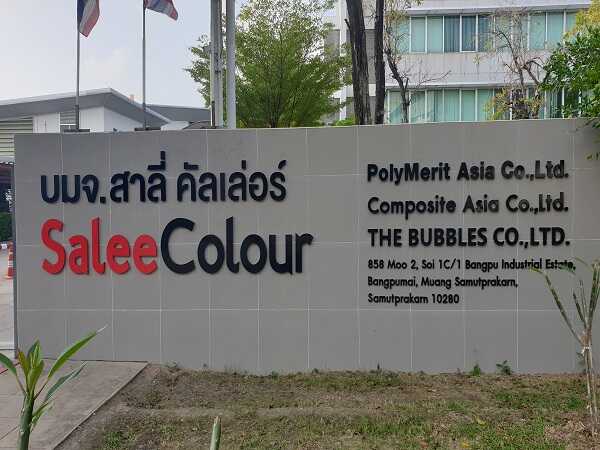 บมจ.สาลี่ คัลเล่อร์
SaleeColour
PolyMerit Asia Co.,Ltd.
Composite Asia Co.,Ltd.
THE BUBBLES CO.,LTD.
858 Moo 2, Soi 1C/1 Bangpu Industrial Estate,
Bangpumai, Muang Samutprakarn,
Samutprakarn 10280